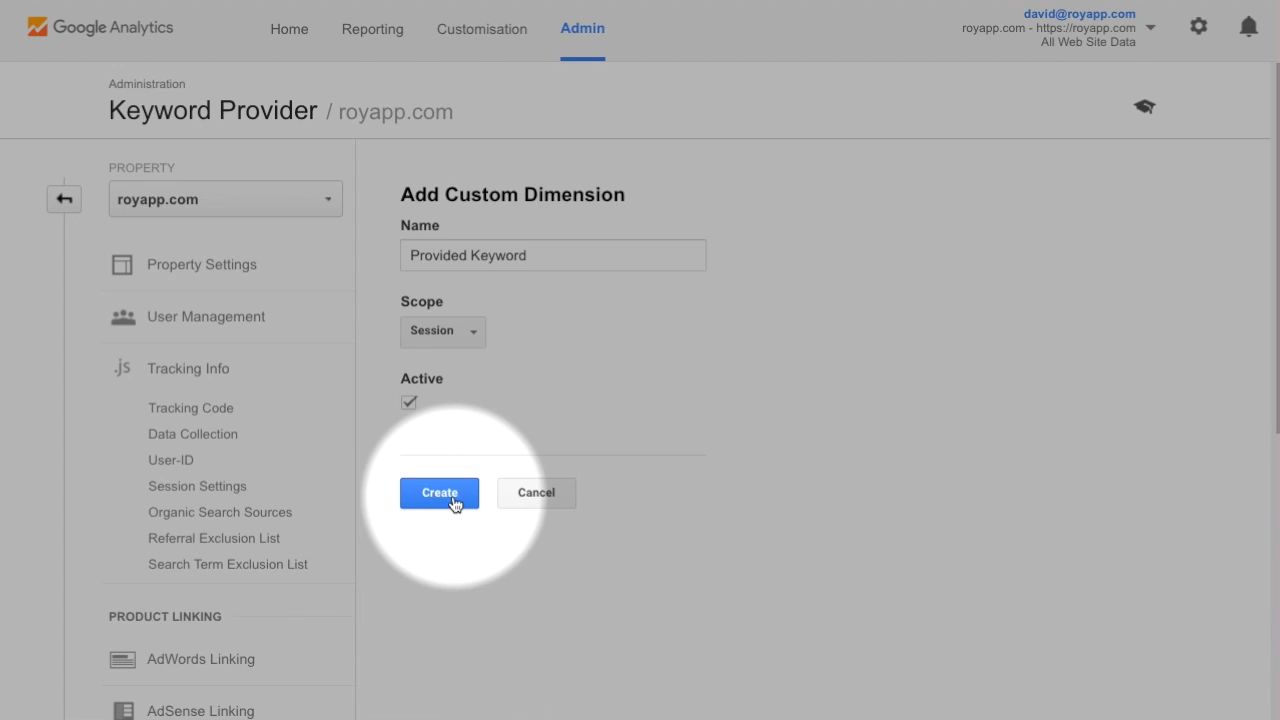 Google Analytics
Home
Reporting
Customisation
Admin
david@royapp.com
royapp.com - https://royapp.com
All Web Site Data
Administration
Keyword Provider / royapp.com
PROPERTY
royapp.com
Property Settings
User Management
.js Tracking Info
Tracking Code
Data Collection
User-ID
Session Settings
Organic Search Sources
Referral Exclusion List
Search Term Exclusion List
PRODUCT LINKING
AdWords Linking
AdSense Linking
Add Custom Dimension
Name
Provided Keyword
Scope
Session
Active
Create
Cancel